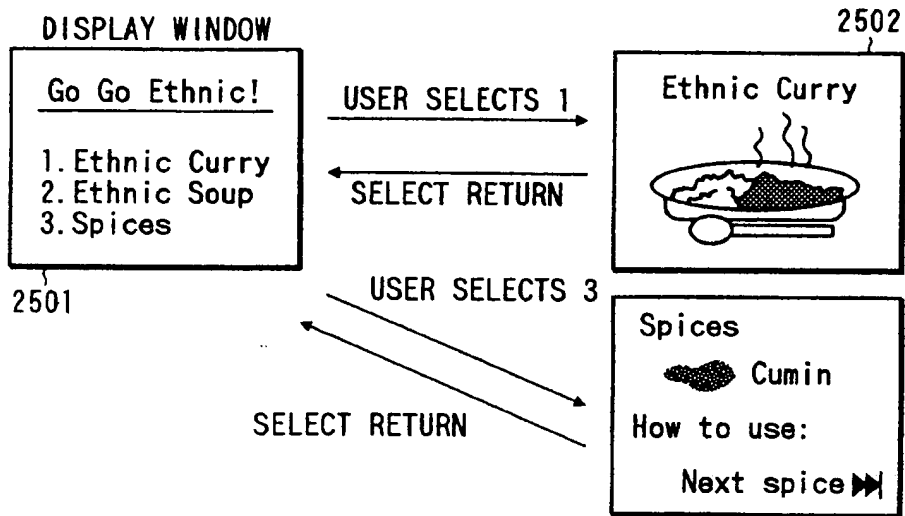 DISPLAY WINDOW
Go Go Ethnic!
1. Ethnic Curry
2. Ethnic Soup
3. Spices
2501
USER SELECTS 1
SELECT RETURN
2502
Ethnic Curry
USER SELECTS 3
SELECT RETURN
Spices
Cumin
How to use:
Next spice